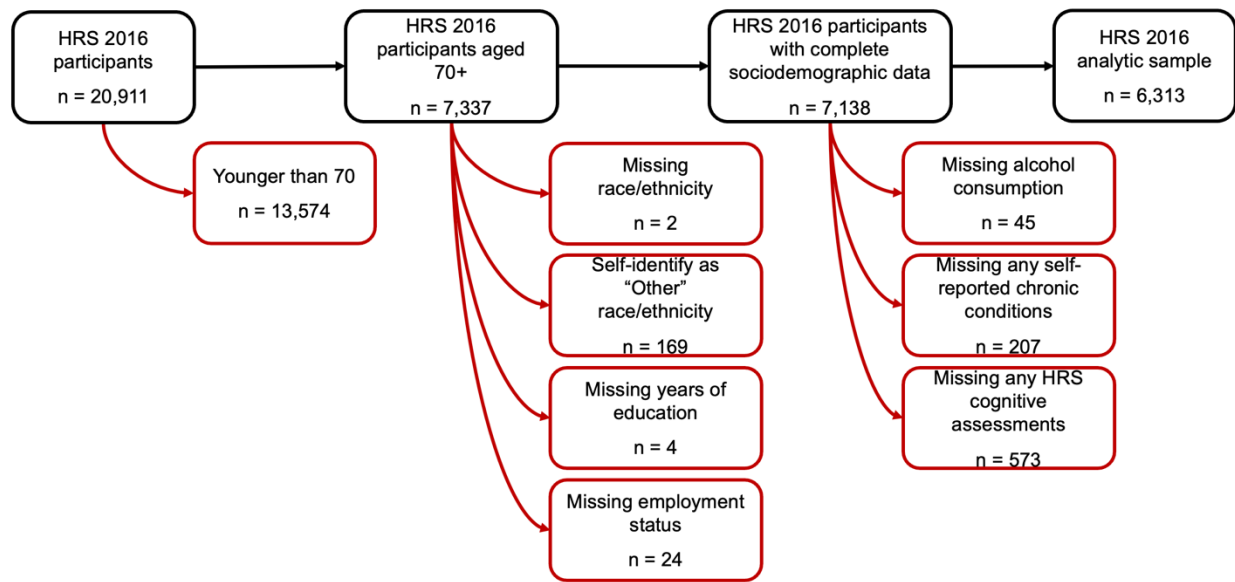 HRS 2016
participants
n = 20,911
HRS 2016
participants aged
70+
n = 7,337
HRS 2016 participants
with complete
sociodemographic data
n = 7,138
HRS 2016
analytic sample
n = 6,313
Younger than 70
n = 13,574
Missing
race/ethnicity
n = 2
Self-identify as
“Other”
race/ethnicity
n = 169
Missing years of
education
n = 4
Missing employment
status
n = 24
Missing alcohol
consumption
n = 45
Missing any self-
reported chronic
conditions
n = 207
Missing any HRS
cognitive
assessments
n = 573